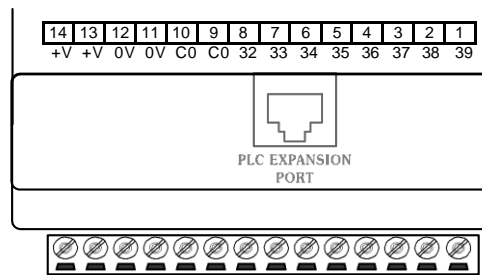 14 13 12 11 10 9 8 7 6 5 4 3 2 1
+V +V 0V 0V C0 C0 32 33 34 35 36 37 38 39
PLC EXPANSION
PORT